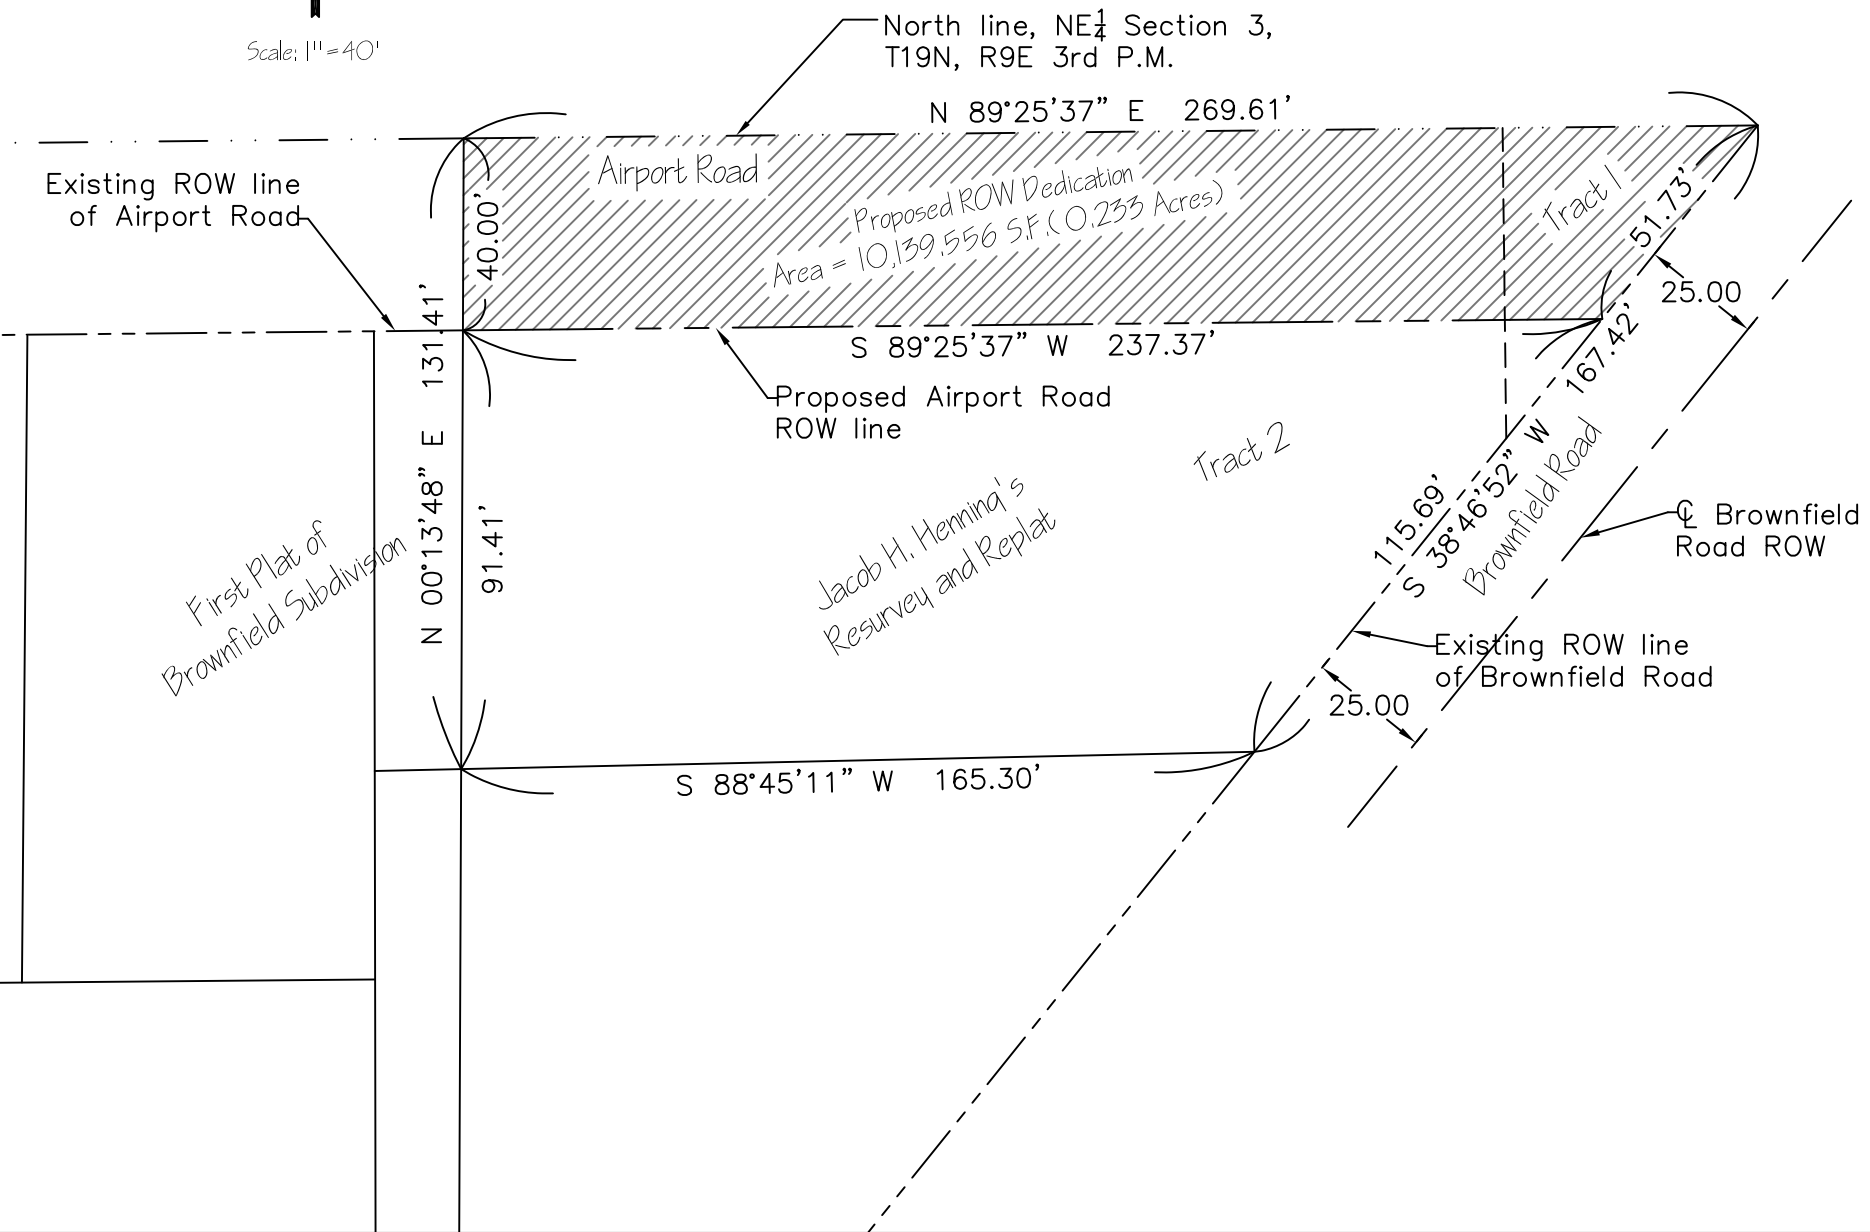 Scale: 1"=40'
North line, NE¼ Section 3,
T19N, R9E 3rd P.M.
N 89°25'37" E 269.61'
Existing ROW line
of Airport Road
Airport Road
Proposed ROW Dedication
Area = 10,139.556 S.F.( 0.233 Acres)
Tract 1
51.73'
40.00'
25.00
S 89°25'37" W 237.37'
Proposed Airport Road
ROW line
N 00°13'48" E 131.41'
91.41'
Tract 2
Jacob H. Henning's
Resurvey and Replat
First Plat of
Brownfield Subdivision
115.69'
S 38°46'52" W 167.42'
Brownfield Road
℄ Brownfield
Road ROW
Existing ROW line
of Brownfield Road
25.00
S 88°45'11" W 165.30'